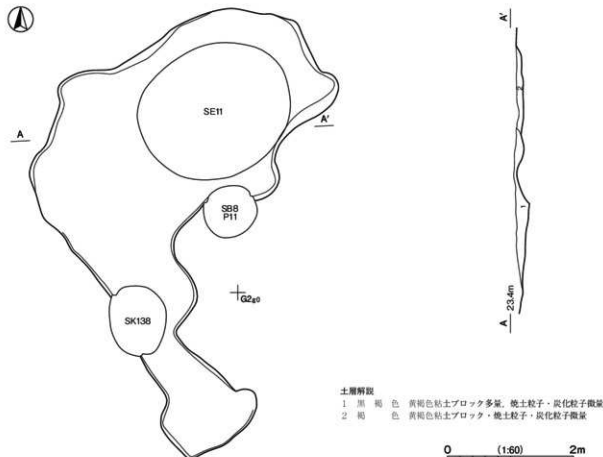 A'
SE11
A
A'
2
SB8
P11
1
G2g0
23.4m
SK138
A
土層解説
1 黒 褐 色 黄褐色粘土ブロック多量，焼土粒子・炭化粒子微量
2 褐 色 黄褐色粘土ブロック・焼土粒子・炭化粒子微量
0 (1:60) 2m